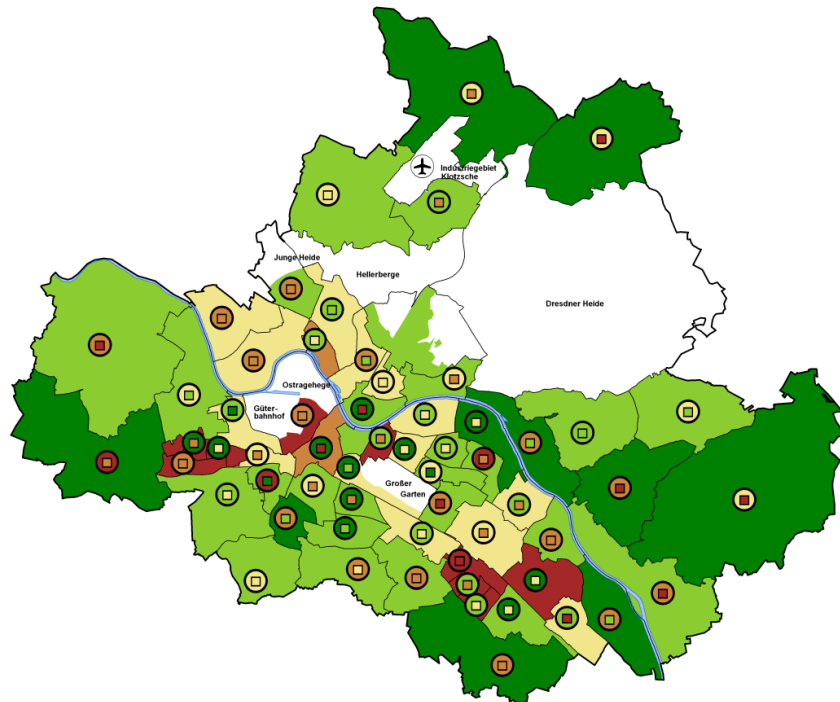 Industriegebiet
Klotzsche
Junge Heide
Hellerberge
Dresdner Heide
Ostragehege
Güter-
bahnhof
Großer
Garten